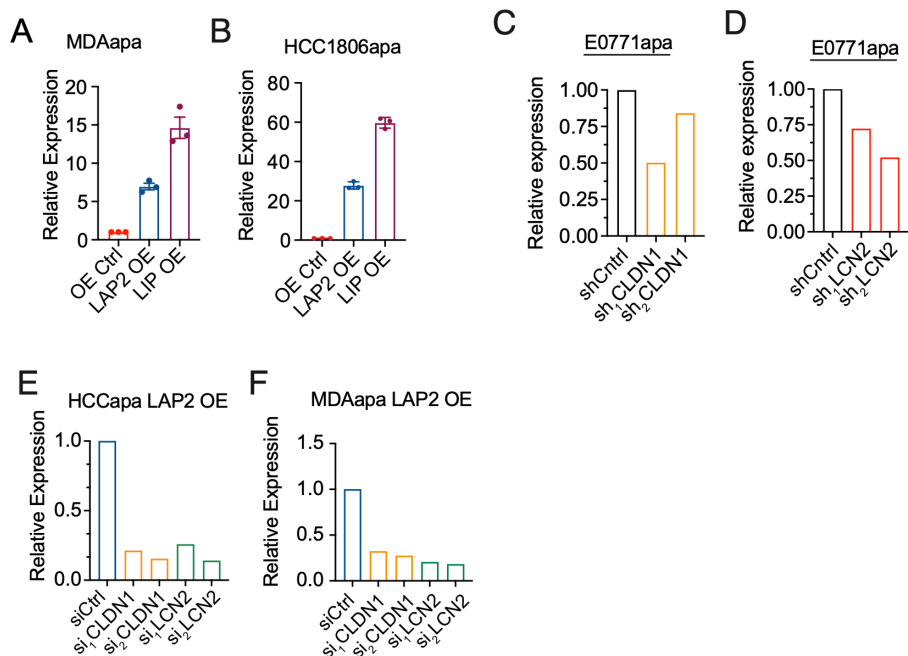 A
MDAapa
Relative Expression
20
15
10
5
0
OE Ctrl
LAP2 OE
LIP OE
B
HCC1806apa
Relative Expression
80
60
40
20
0
OE Ctrl
LAP2 OE
LIP OE
C
E0771apa
Relative expression
1.00
0.75
0.50
0.25
0.00
shCntrl
sh₁CLDN1
sh₂CLDN1
D
E0771apa
Relative expression
1.00
0.75
0.50
0.25
0.00
shCntrl
sh₁LCN2
sh₂LCN2
E
HCCapa LAP2 OE
Relative Expression
1.0
0.5
0.0
siCtrl
si₁CLDN1
si₂CLDN1
si₁LCN2
si₂LCN2
F
MDAapa LAP2 OE
Relative Expression
1.5
1.0
0.5
0.0
siCtrl
si₁CLDN1
si₂CLDN1
si₁LCN2
si₂LCN2